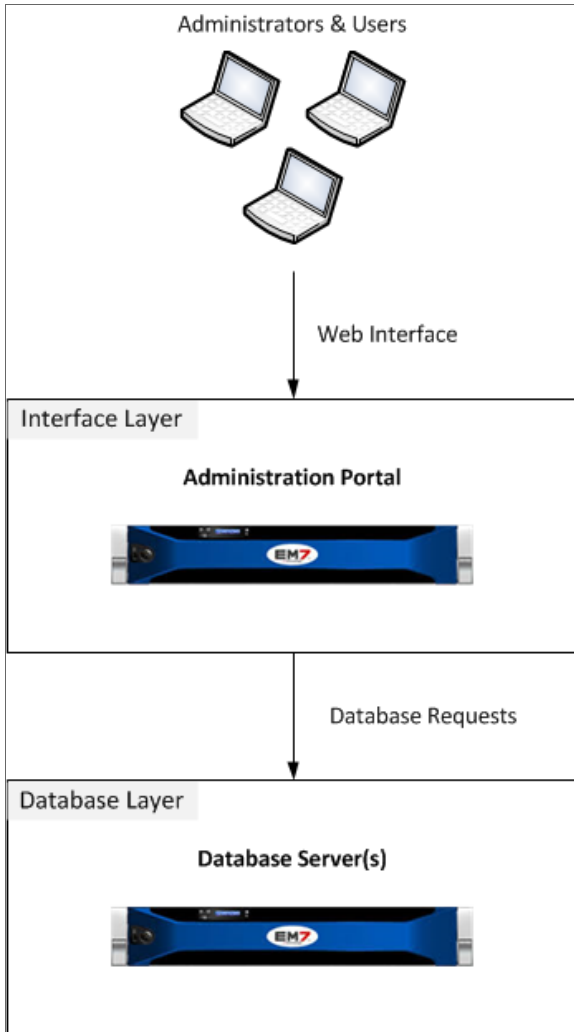 Administrators & Users
Web Interface
Interface Layer
Administration Portal
EM7
Database Requests
Database Layer
Database Server(s)
EM7